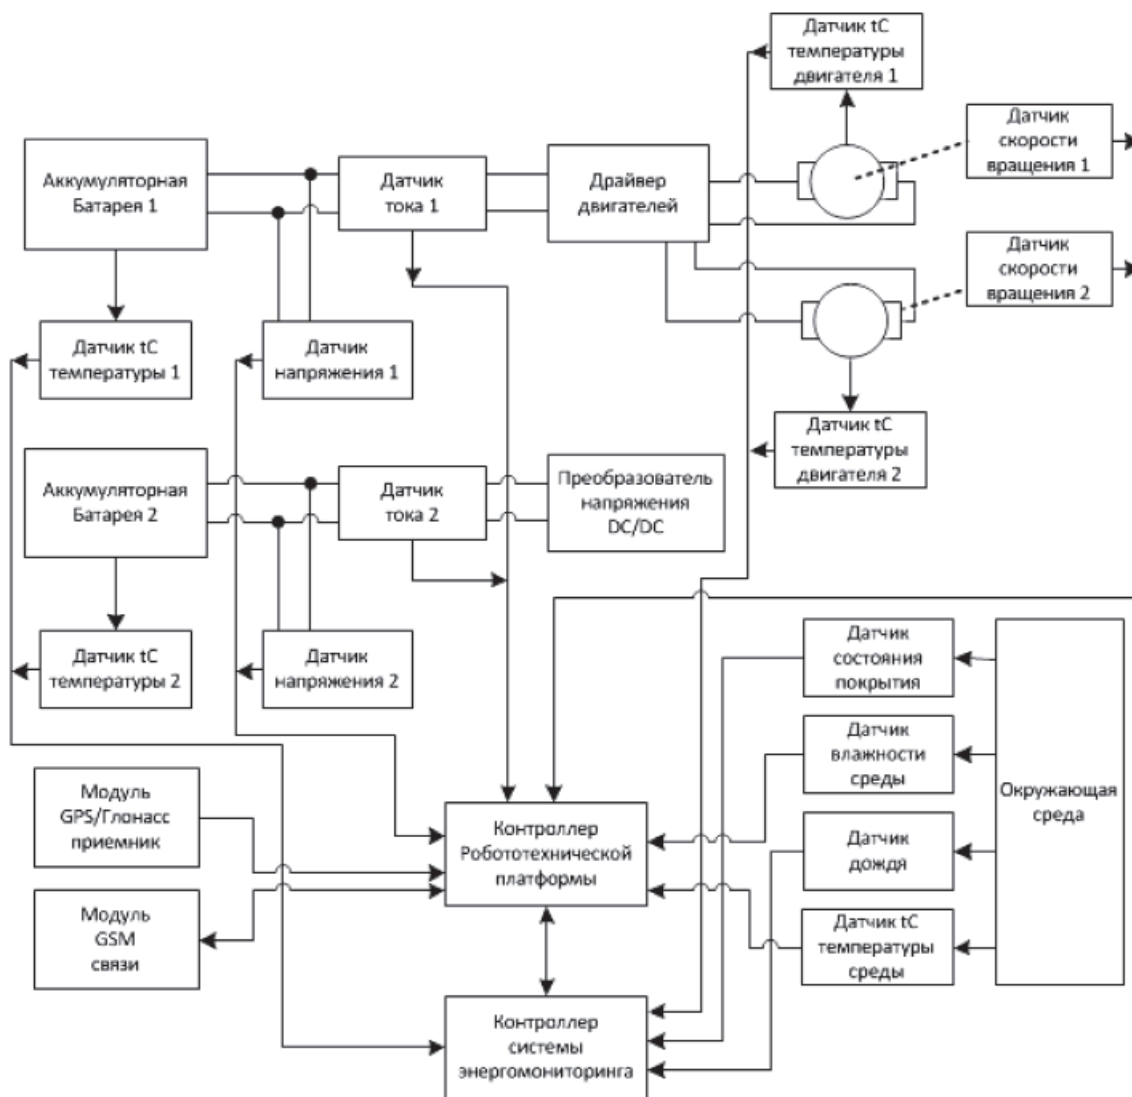 Датчик tC
температуры
двигателя 1
Датчик
скорости
вращения 1
Аккумуляторная
Батарея 1
Датчик
тока 1
Драйвер
двигателей
Датчик
скорости
вращения 2
Датчик tC
температуры 1
Датчик
напряжения 1
Датчик tC
температуры
двигателя 2
Аккумуляторная
Батарея 2
Датчик
тока 2
Преобразователь
напряжения
DC/DC
Датчик tC
температуры 2
Датчик
напряжения 2
Датчик
состояния
покрытия
Датчик
влажности
среды
Окружающая
среда
Модуль
GPS/Глонасс
приемник
Контроллер
Робототехнической
платформы
Датчик
дождя
Модуль
GSM
связи
Датчик tC
температуры
среды
Контроллер
системы
энергомониторинга